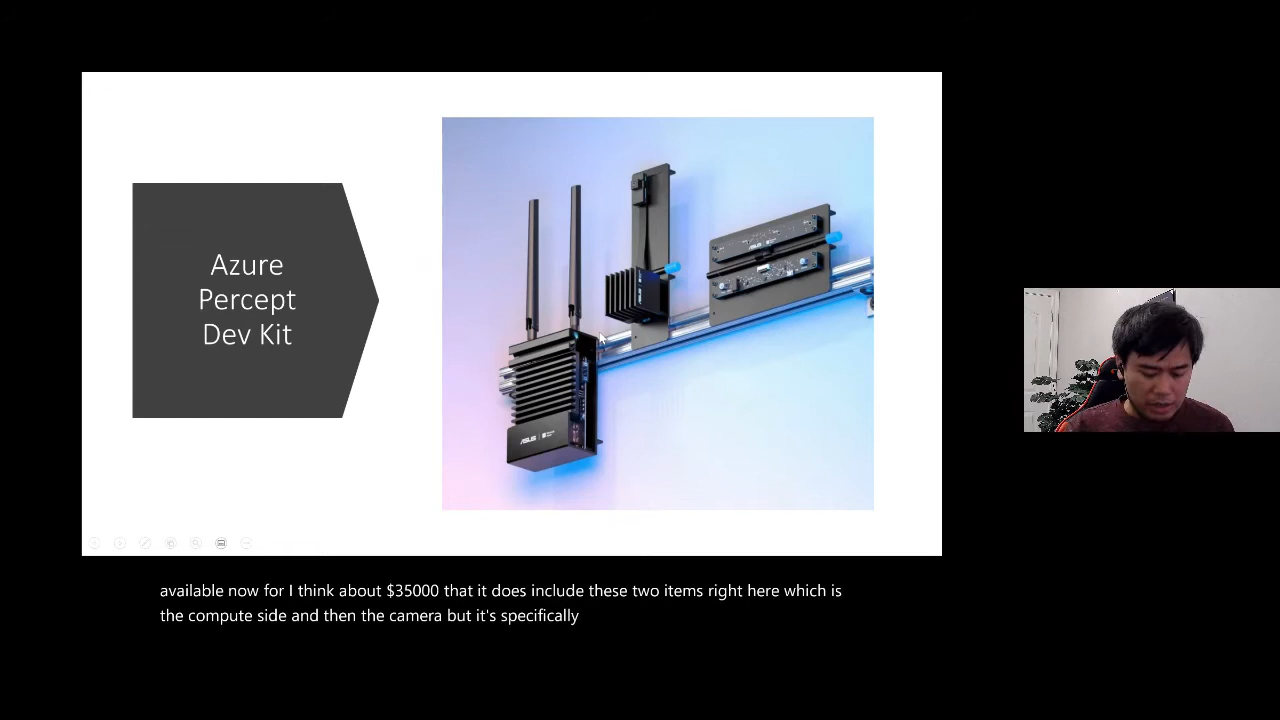 Azure
Percept
Dev Kit
ASUS
available now for I think about $35000 that it does include these two items right here which is
the compute side and then the camera but it's specifically